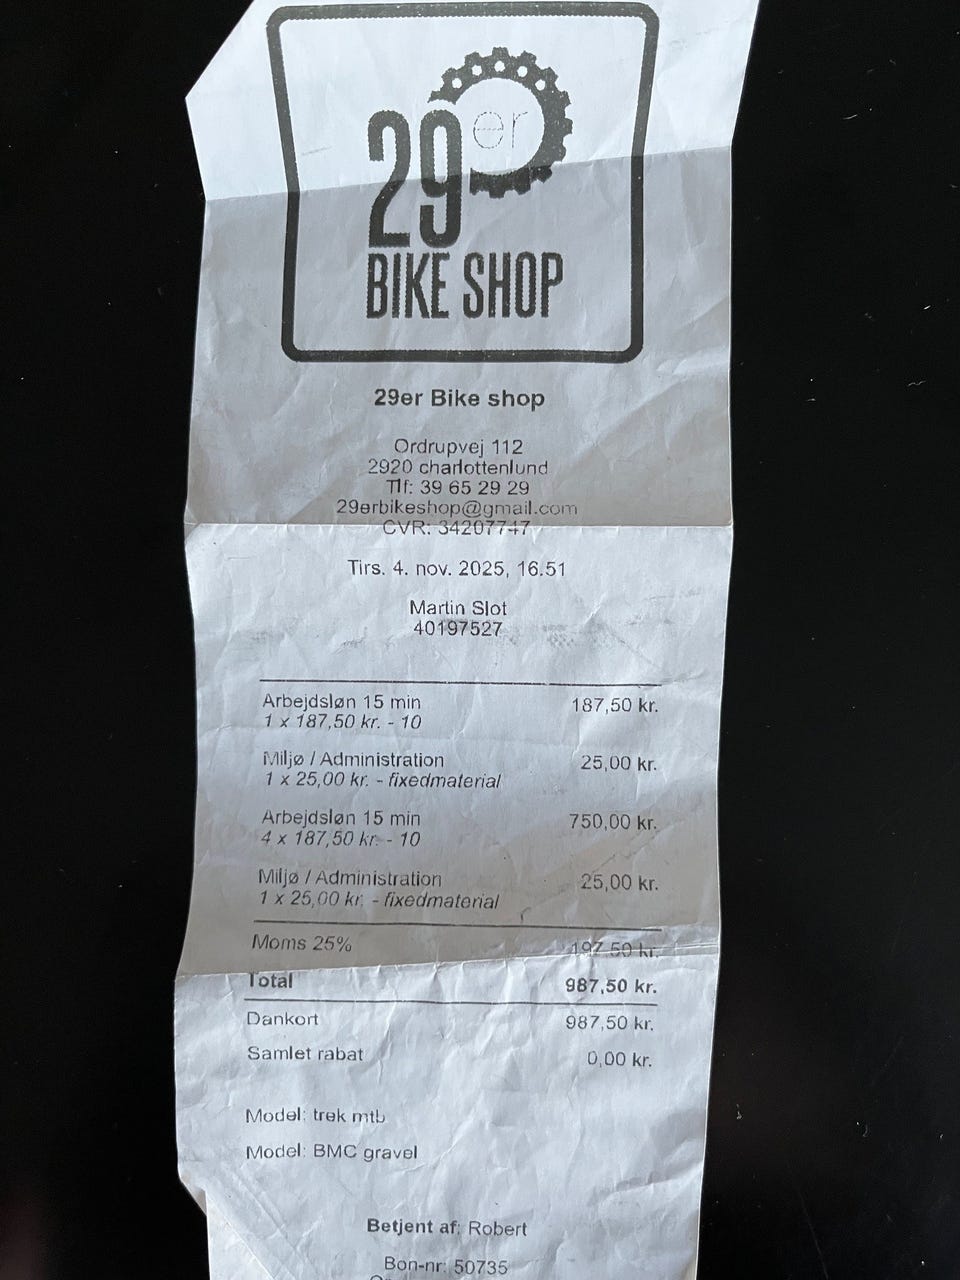 29er
BIKE SHOP
29er Bike shop
Ordrupvej 112
2920 charlottenlund
Tlf: 39 65 29 29
29erbikeshop@gmail.com
CVR: 34207747
Tirs. 4. nov. 2025, 16.51
Martin Slot
40197527
Arbejdsløn 15 min 187,50 kr.
1 x 187,50 kr. - 10
Miljø / Administration 25,00 kr.
1 x 25,00 kr. - fixedmaterial
Arbejdsløn 15 min 750,00 kr.
4 x 187,50 kr. - 10
Miljø / Administration 25,00 kr.
1 x 25,00 kr. - fixedmaterial
Moms 25% 197,50 kr.
Total 987,50 kr.
Dankort 987,50 kr.
Samlet rabat 0,00 kr.
Model: trek mtb
Model: BMC gravel
Betjent af: Robert
Bon-nr: 50735